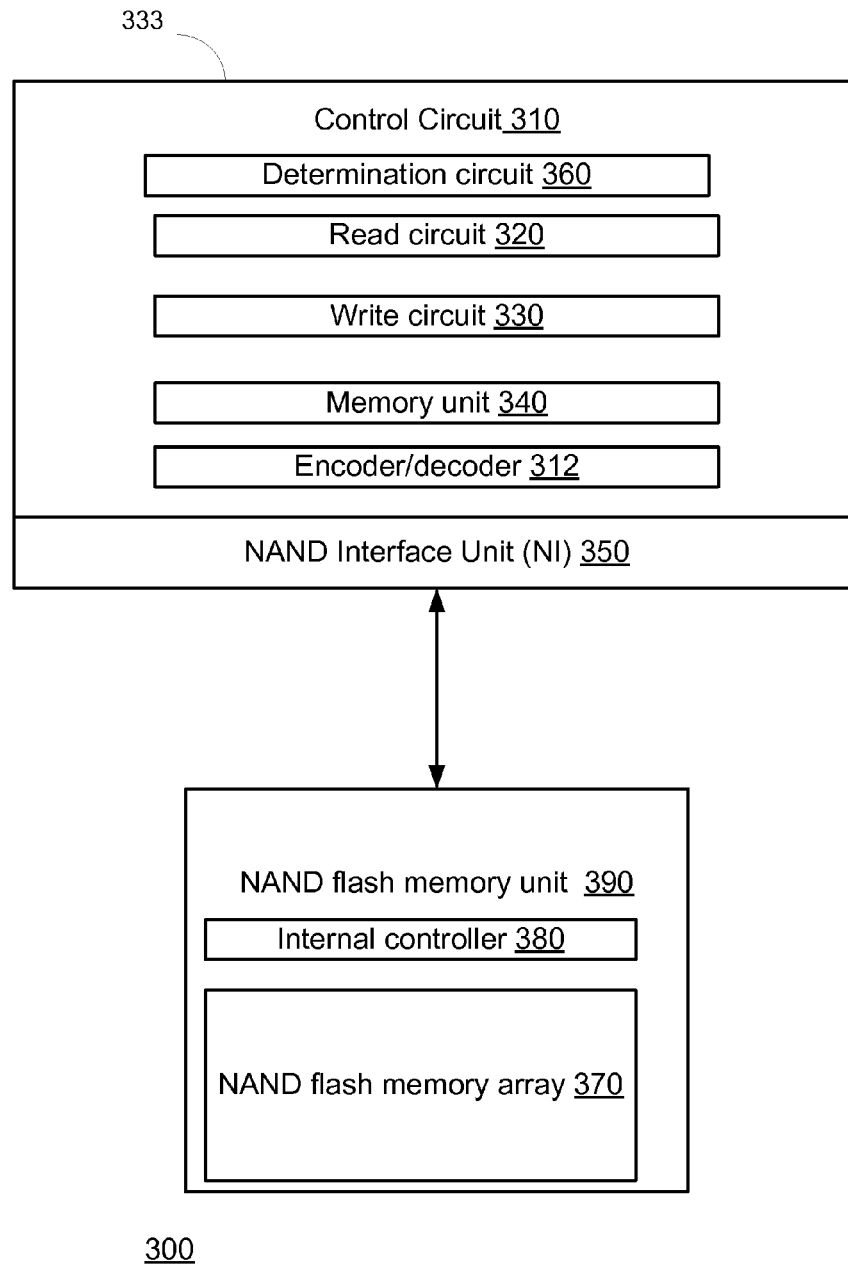 333
Control Circuit 310
Determination circuit 360
Read circuit 320
Write circuit 330
Memory unit 340
Encoder/decoder 312
NAND Interface Unit (NI) 350
NAND flash memory unit 390
Internal controller 380
NAND flash memory array 370
300